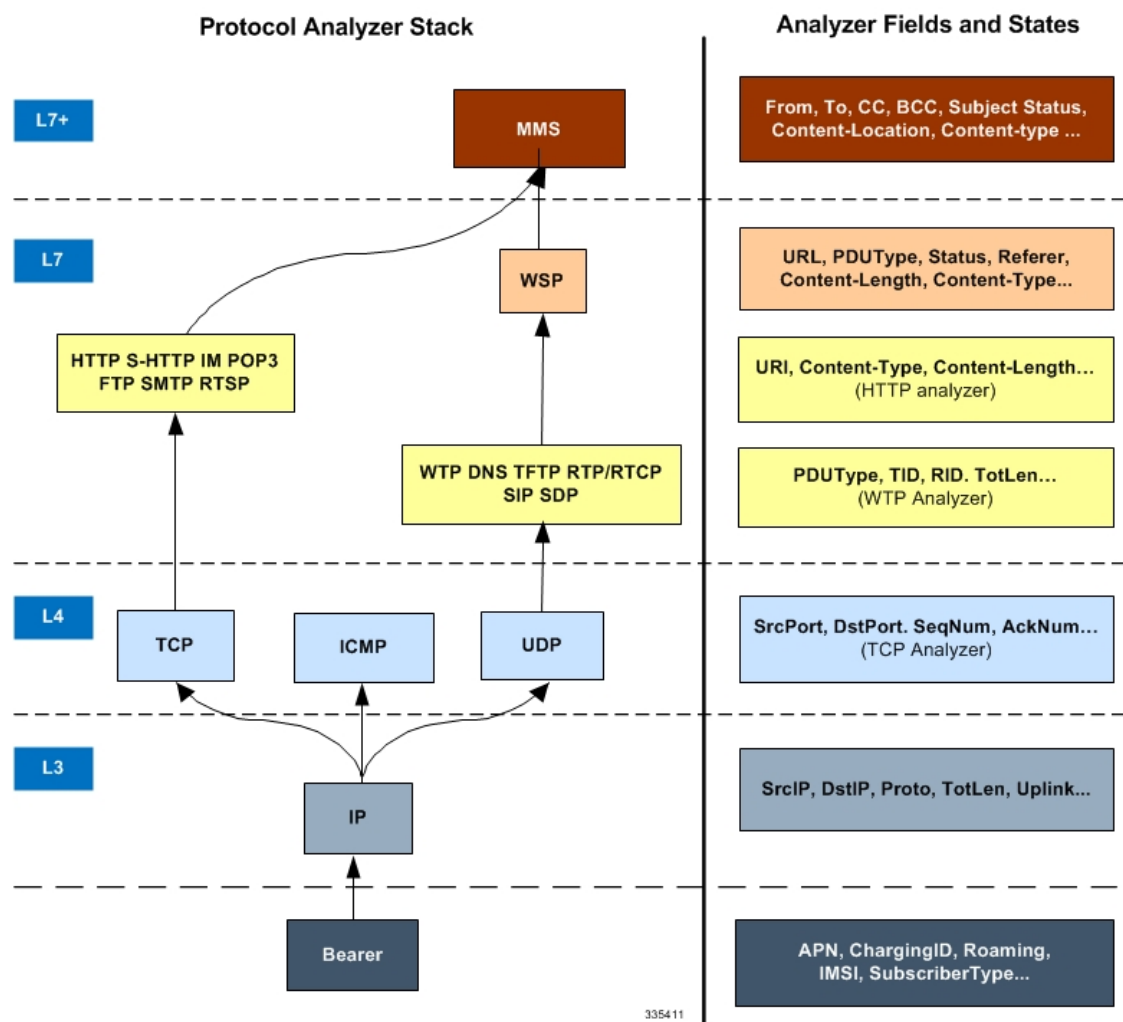 Protocol Analyzer Stack
Analyzer Fields and States
L7+
MMS
From, To, CC, BCC, Subject Status,
Content-Location, Content-type ...
L7
WSP
URL, PDUType, Status, Referer,
Content-Length, Content-Type...
HTTP S-HTTP IM POP3
FTP SMTP RTSP
URI, Content-Type, Content-Length...
(HTTP analyzer)
WTP DNS TFTP RTP/RTCP
SIP SDP
PDUType, TID, RID. TotLen...
(WTP Analyzer)
L4
TCP
ICMP
UDP
SrcPort, DstPort. SeqNum, AckNum...
(TCP Analyzer)
L3
IP
SrcIP, DstIP, Proto, TotLen, Uplink...
Bearer
APN, ChargingID, Roaming,
IMSI, SubscriberType...
335411